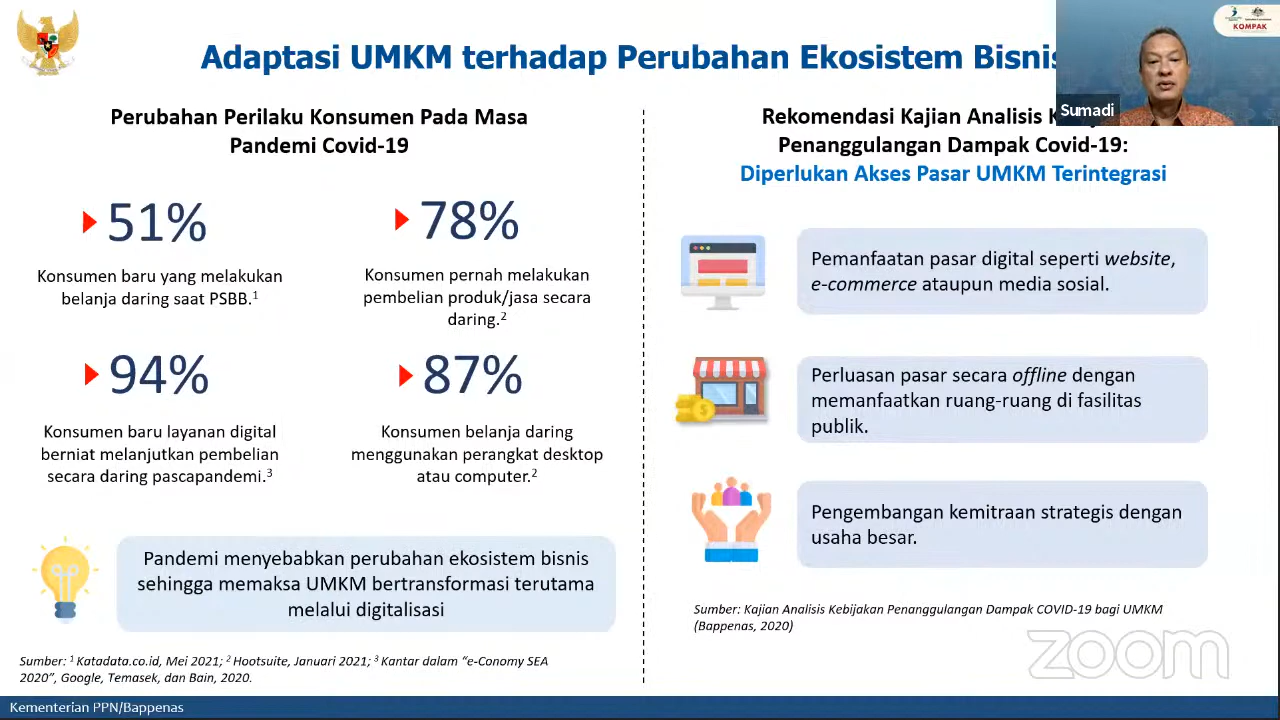 Adaptasi UMKM terhadap Perubahan Ekosistem Bisnis
KOMPAK
Sumadi
Perubahan Perilaku Konsumen Pada Masa
Pandemi Covid-19
51%
Konsumen baru yang melakukan
belanja daring saat PSBB.¹
78%
Konsumen pernah melakukan
pembelian produk/jasa secara
daring.²
94%
Konsumen baru layanan digital
berniat melanjutkan pembelian
secara daring pascapandemi.³
87%
Konsumen belanja daring
menggunakan perangkat desktop
atau computer.²
Pandemi menyebabkan perubahan ekosistem bisnis
sehingga memaksa UMKM bertransformasi terutama
melalui digitalisasi
Sumber: ¹ Katadata.co.id, Mei 2021; ² Hootsuite, Januari 2021; ³ Kantar dalam “e-Conomy SEA
2020”, Google, Temasek, dan Bain, 2020.
Rekomendasi Kajian Analisis
Penanggulangan Dampak Covid-19:
Diperlukan Akses Pasar UMKM Terintegrasi
Pemanfaatan pasar digital seperti website,
e-commerce ataupun media sosial.
Perluasan pasar secara offline dengan
memanfaatkan ruang-ruang di fasilitas
publik.
Pengembangan kemitraan strategis dengan
usaha besar.
Sumber: Kajian Analisis Kebijakan Penanggulangan Dampak COVID-19 bagi UMKM
(Bappenas, 2020)
zoom
Kementerian PPN/Bappenas